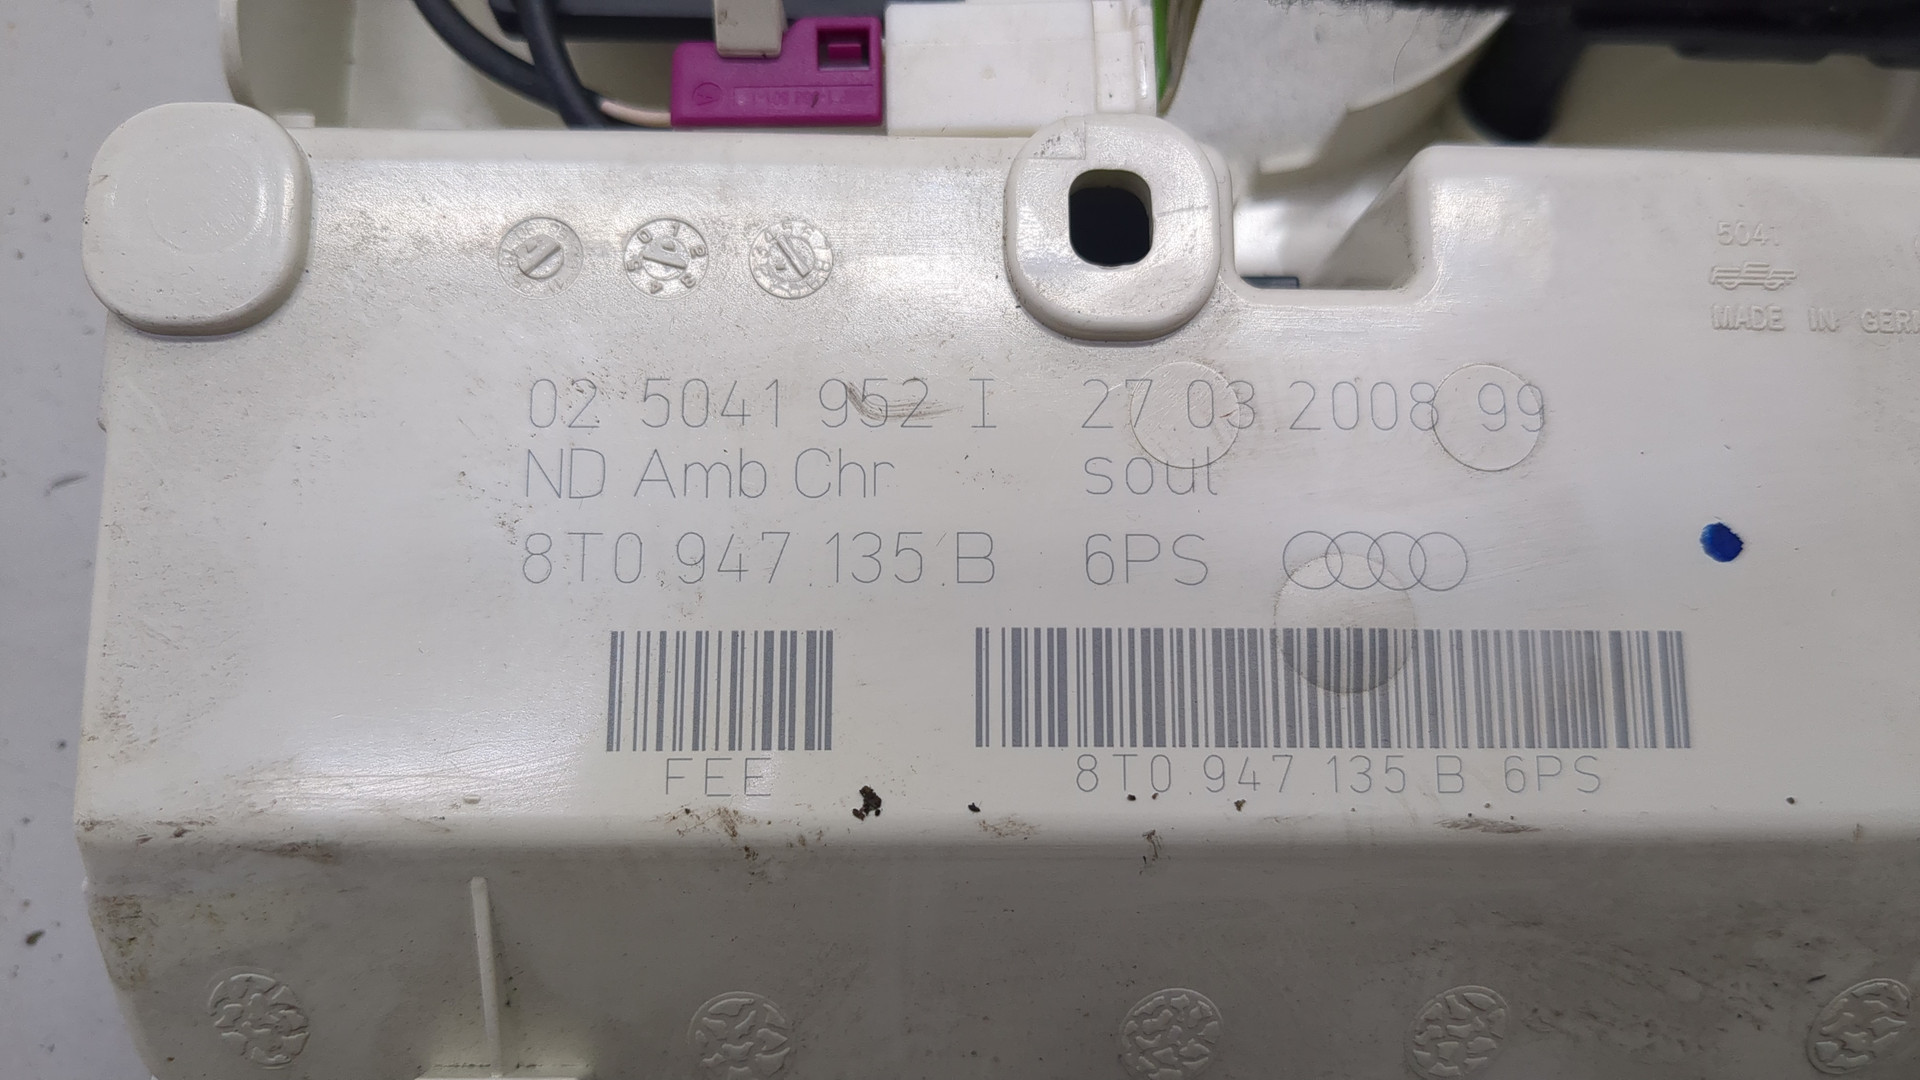 5041
MADE IN GERM
02 5041 952 I 27.03.2008 99
ND Amb Chr soul
8T0.947.135.B 6PS
FEE
8T0.947.135.B 6PS